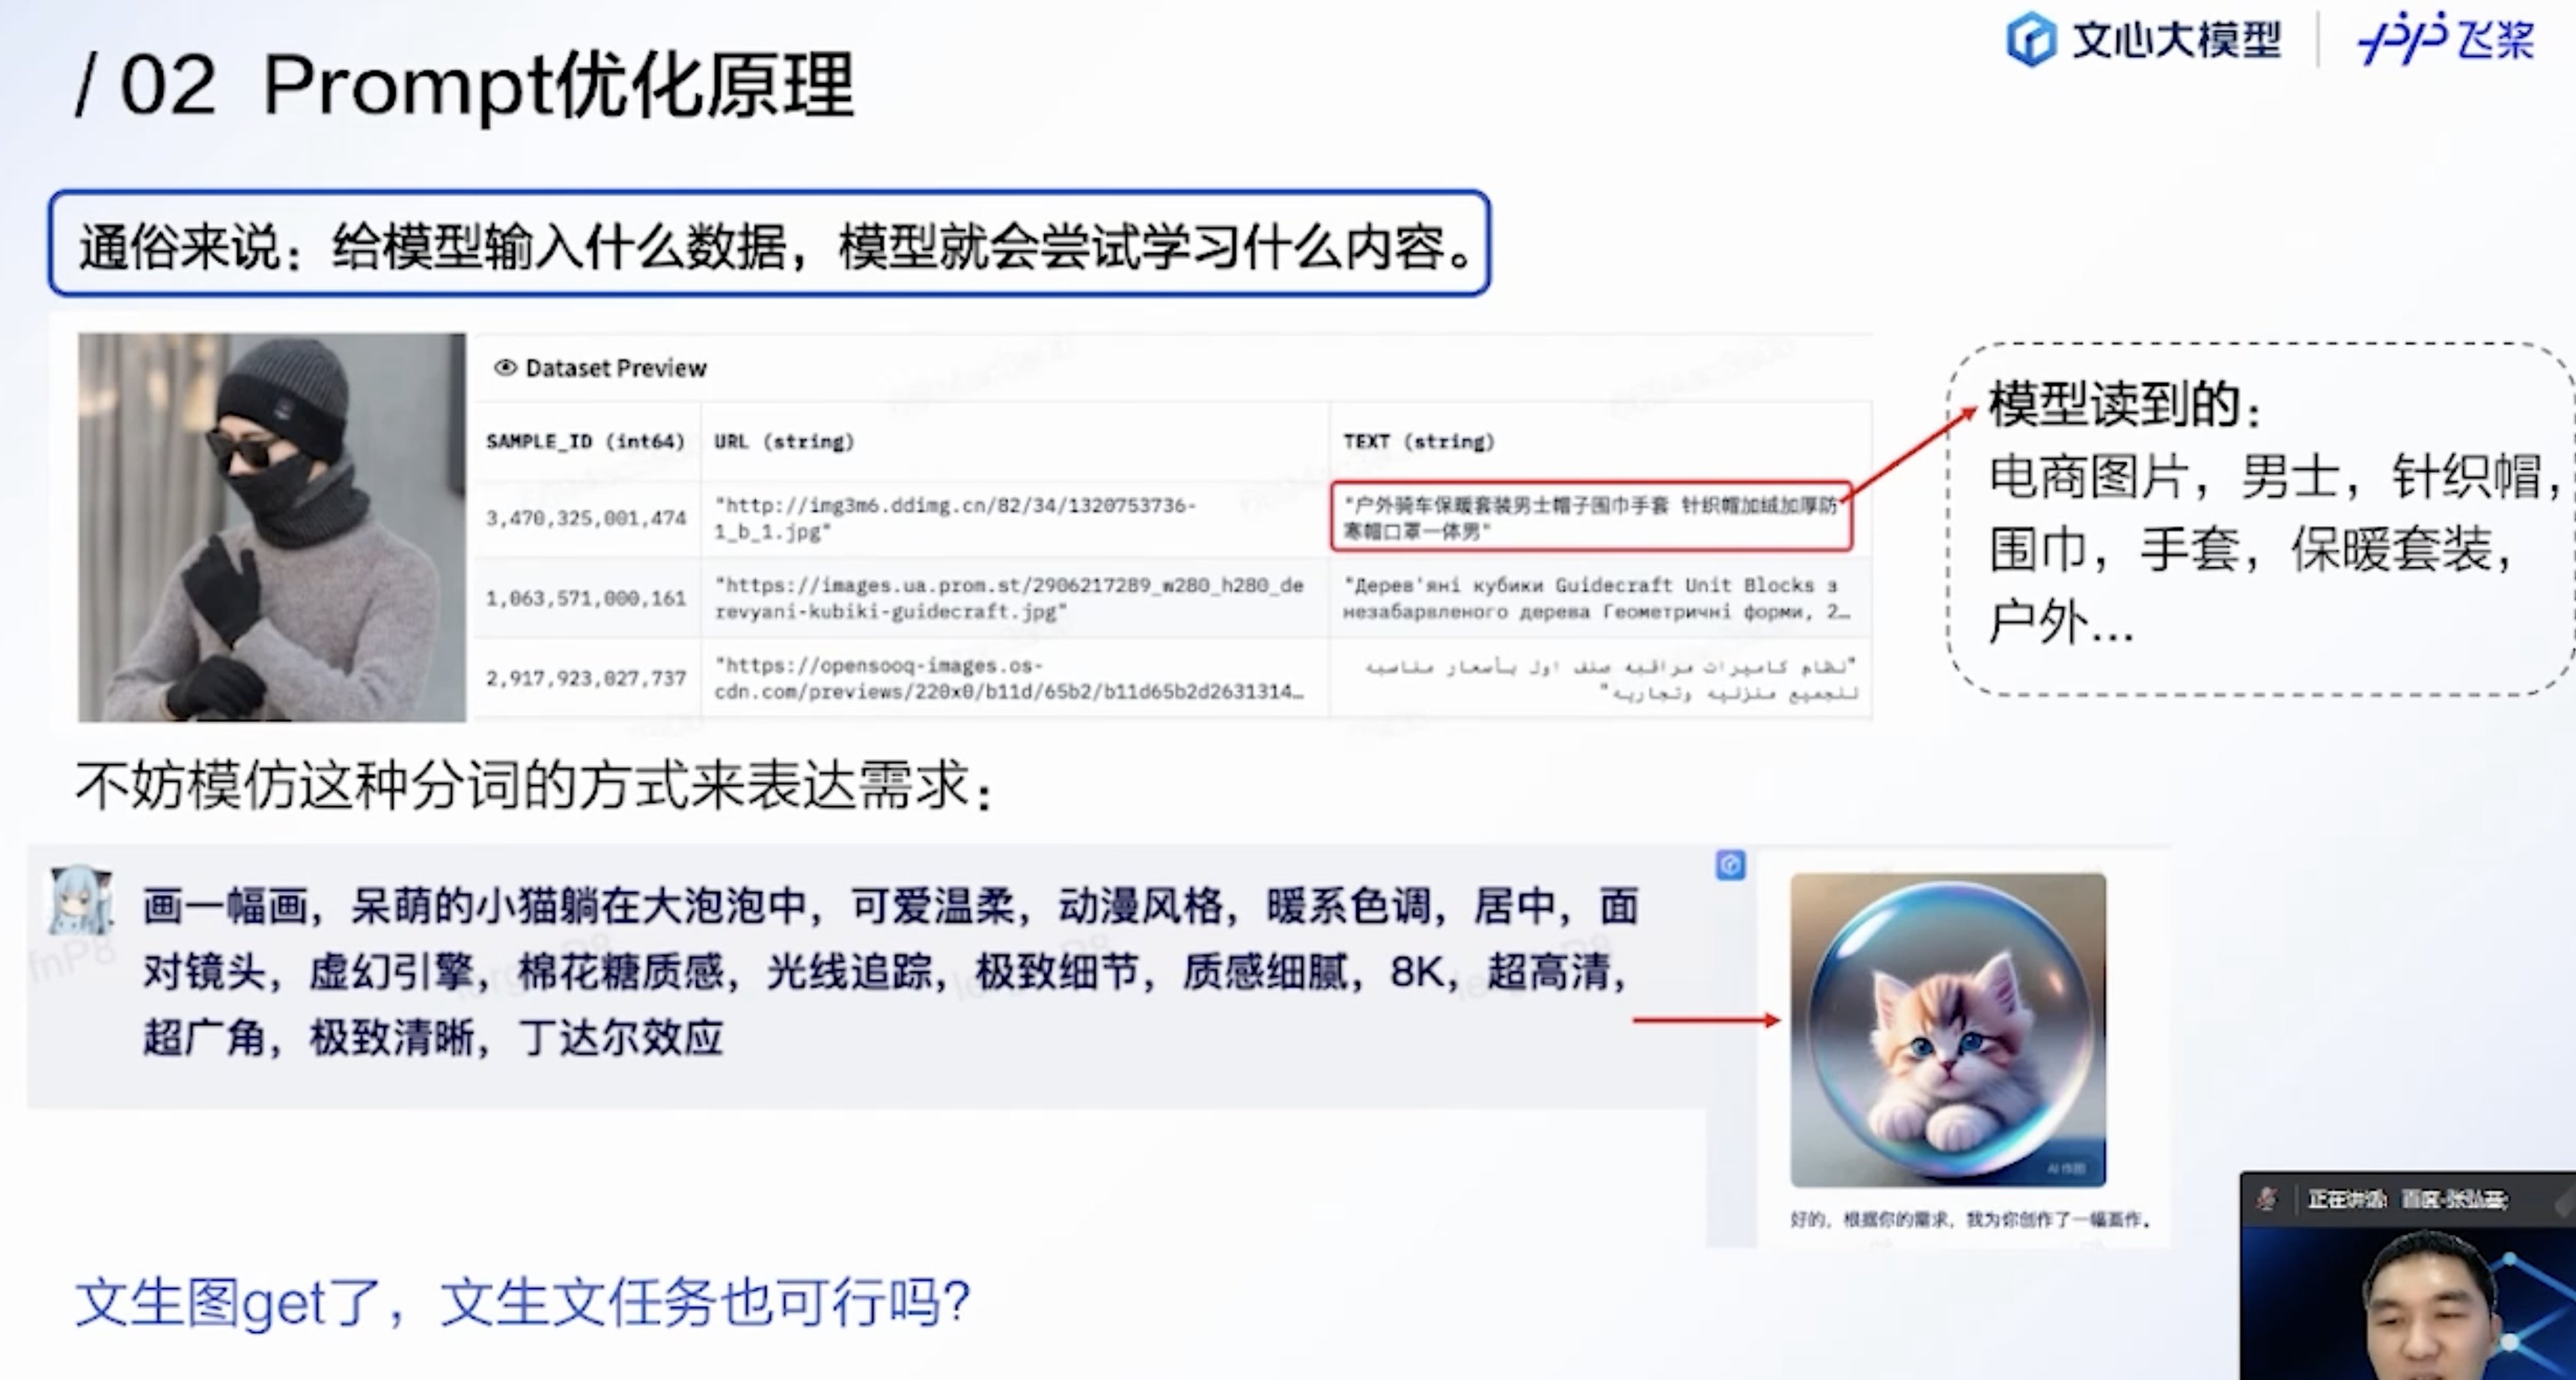 / 02 Prompt优化原理
文心大模型
飞桨
通俗来说：给模型输入什么数据，模型就会尝试学习什么内容。
Dataset Preview
SAMPLE_ID (int64)
URL (string)
TEXT (string)
3,470,325,001,474
"http://img3m6.ddimg.cn/82/34/1320753736-
1_b_1.jpg"
"户外骑车保暖套装男士帽子围巾手套 针织帽加绒加厚防
寒帽口罩一体男"
1,063,571,000,161
"https://images.ua.prom.st/2906217289_w280_h280_de
revyani-kubiki-guidecraft.jpg"
"Дерев'яні кубики Guidecraft Unit Blocks з
незабарвленого дерева Геометричні форми, 2…
2,917,923,027,737
"https://opensooq-images.os-
cdn.com/previews/220x0/b11d/65b2/b11d65b2d2631314…
"نظام كاميرات مراقبه صنف اول بأسعار مناسبه
للجميع منزليه وتجاريه"
模型读到的：
电商图片，男士，针织帽，
围巾，手套，保暖套装，
户外...
不妨模仿这种分词的方式来表达需求：
画一幅画，呆萌的小猫躺在大泡泡中，可爱温柔，动漫风格，暖系色调，居中，面
对镜头，虚幻引擎，棉花糖质感，光线追踪，极致细节，质感细腻，8K，超高清，
超广角，极致清晰，丁达尔效应
AI 作图
好的，根据你的需求，我为你创作了一幅画作。
文生图get了，文生文任务也可行吗？
正在讲话: 百度-张弘